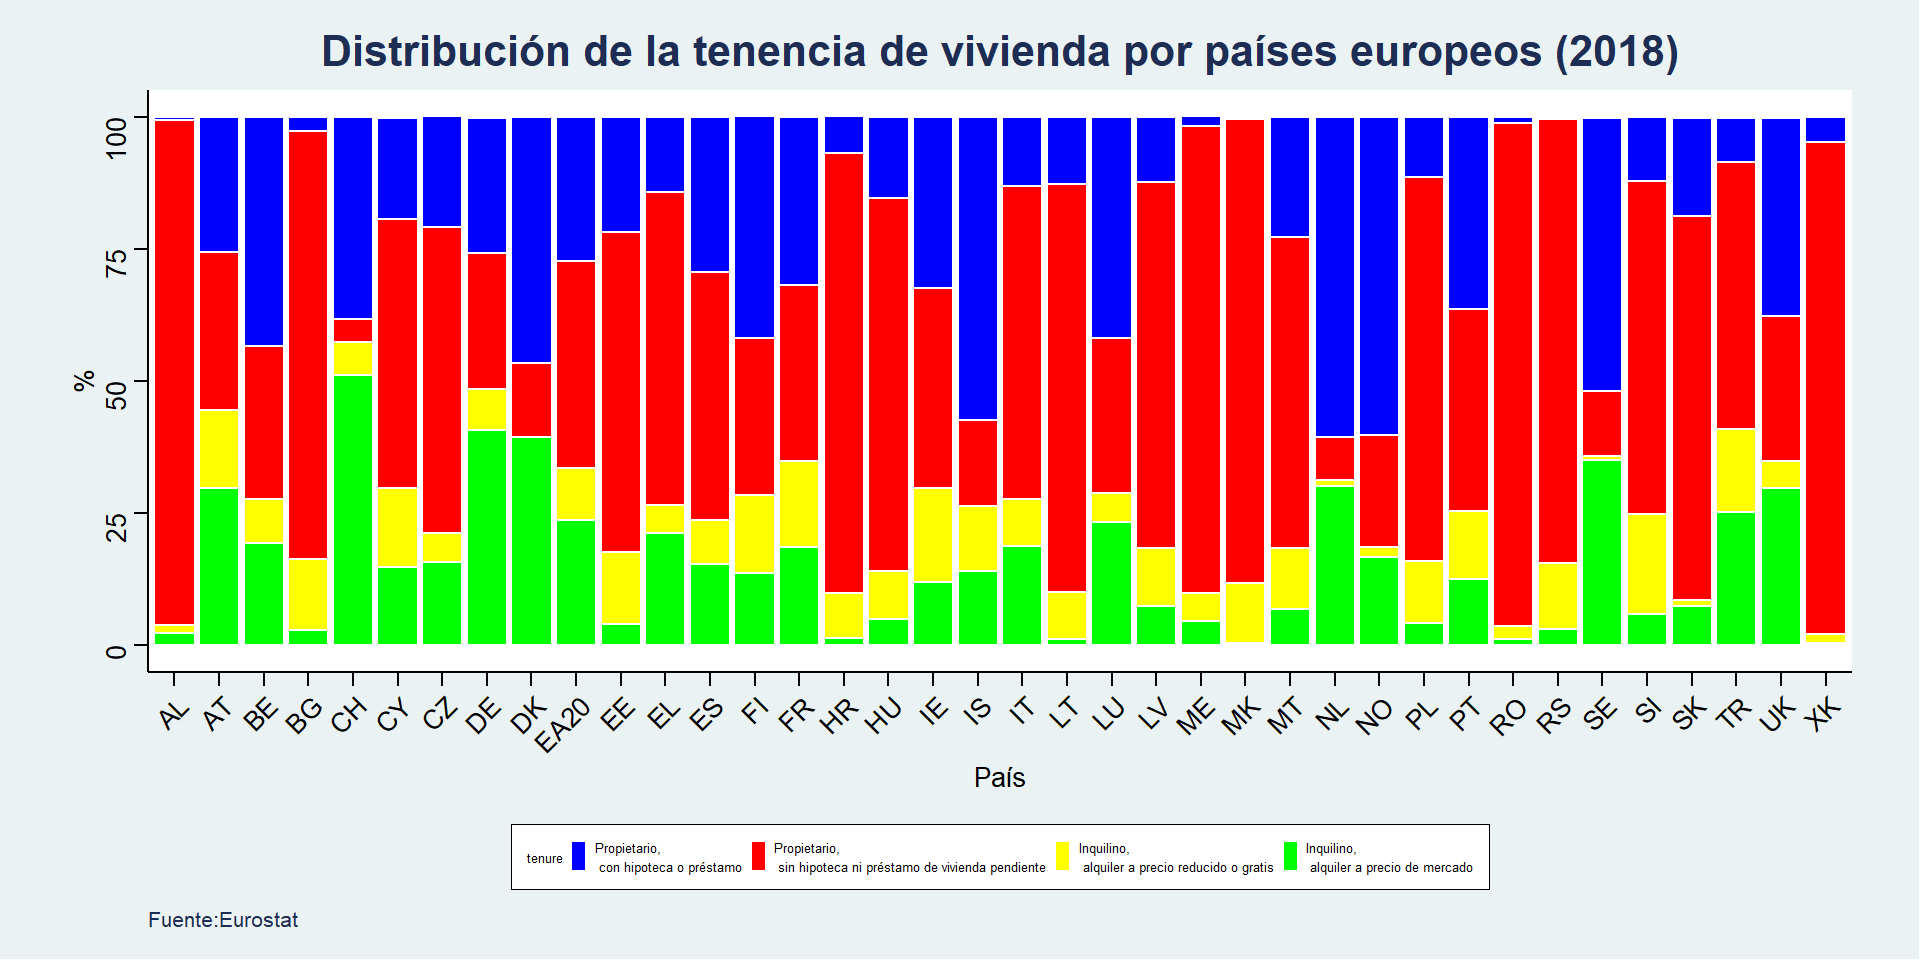 Distribución de la tenencia de vivienda por países europeos (2018)
100
75
50
25
0
%
AL AT BE BG CH CY CZ DE DK EA20 EE EL ES FI FR HR HU IE IS IT LT LU LV ME MK MT NL NO PL PT RO RS SE SI SK TR UK XK
País
tenure
Propietario,
con hipoteca o préstamo
Propietario,
sin hipoteca ni préstamo de vivienda pendiente
Inquilino,
alquiler a precio reducido o gratis
Inquilino,
alquiler a precio de mercado
Fuente:Eurostat